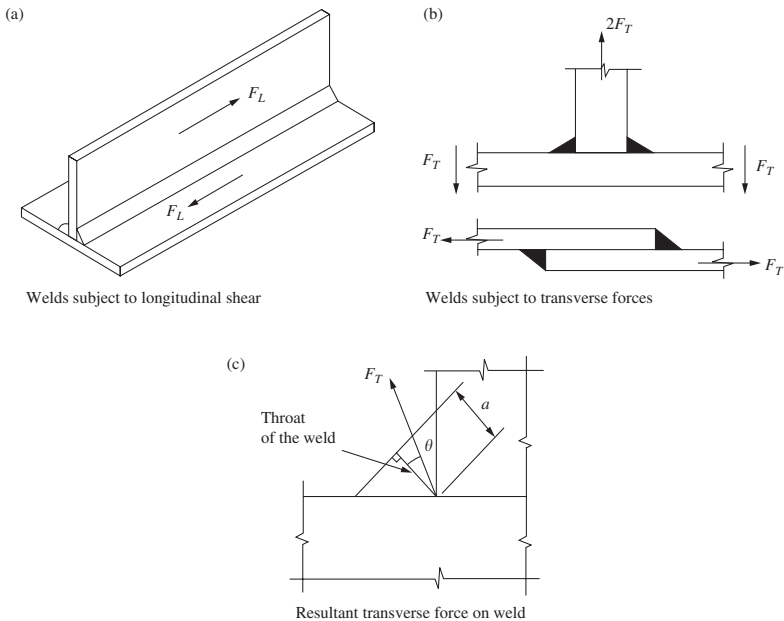 (a)
F_L
F_L
Welds subject to longitudinal shear
(b)
2F_T
F_T
F_T
F_T
F_T
Welds subject to transverse forces
(c)
F_T
a
Throat
of the weld
θ
Resultant transverse force on weld